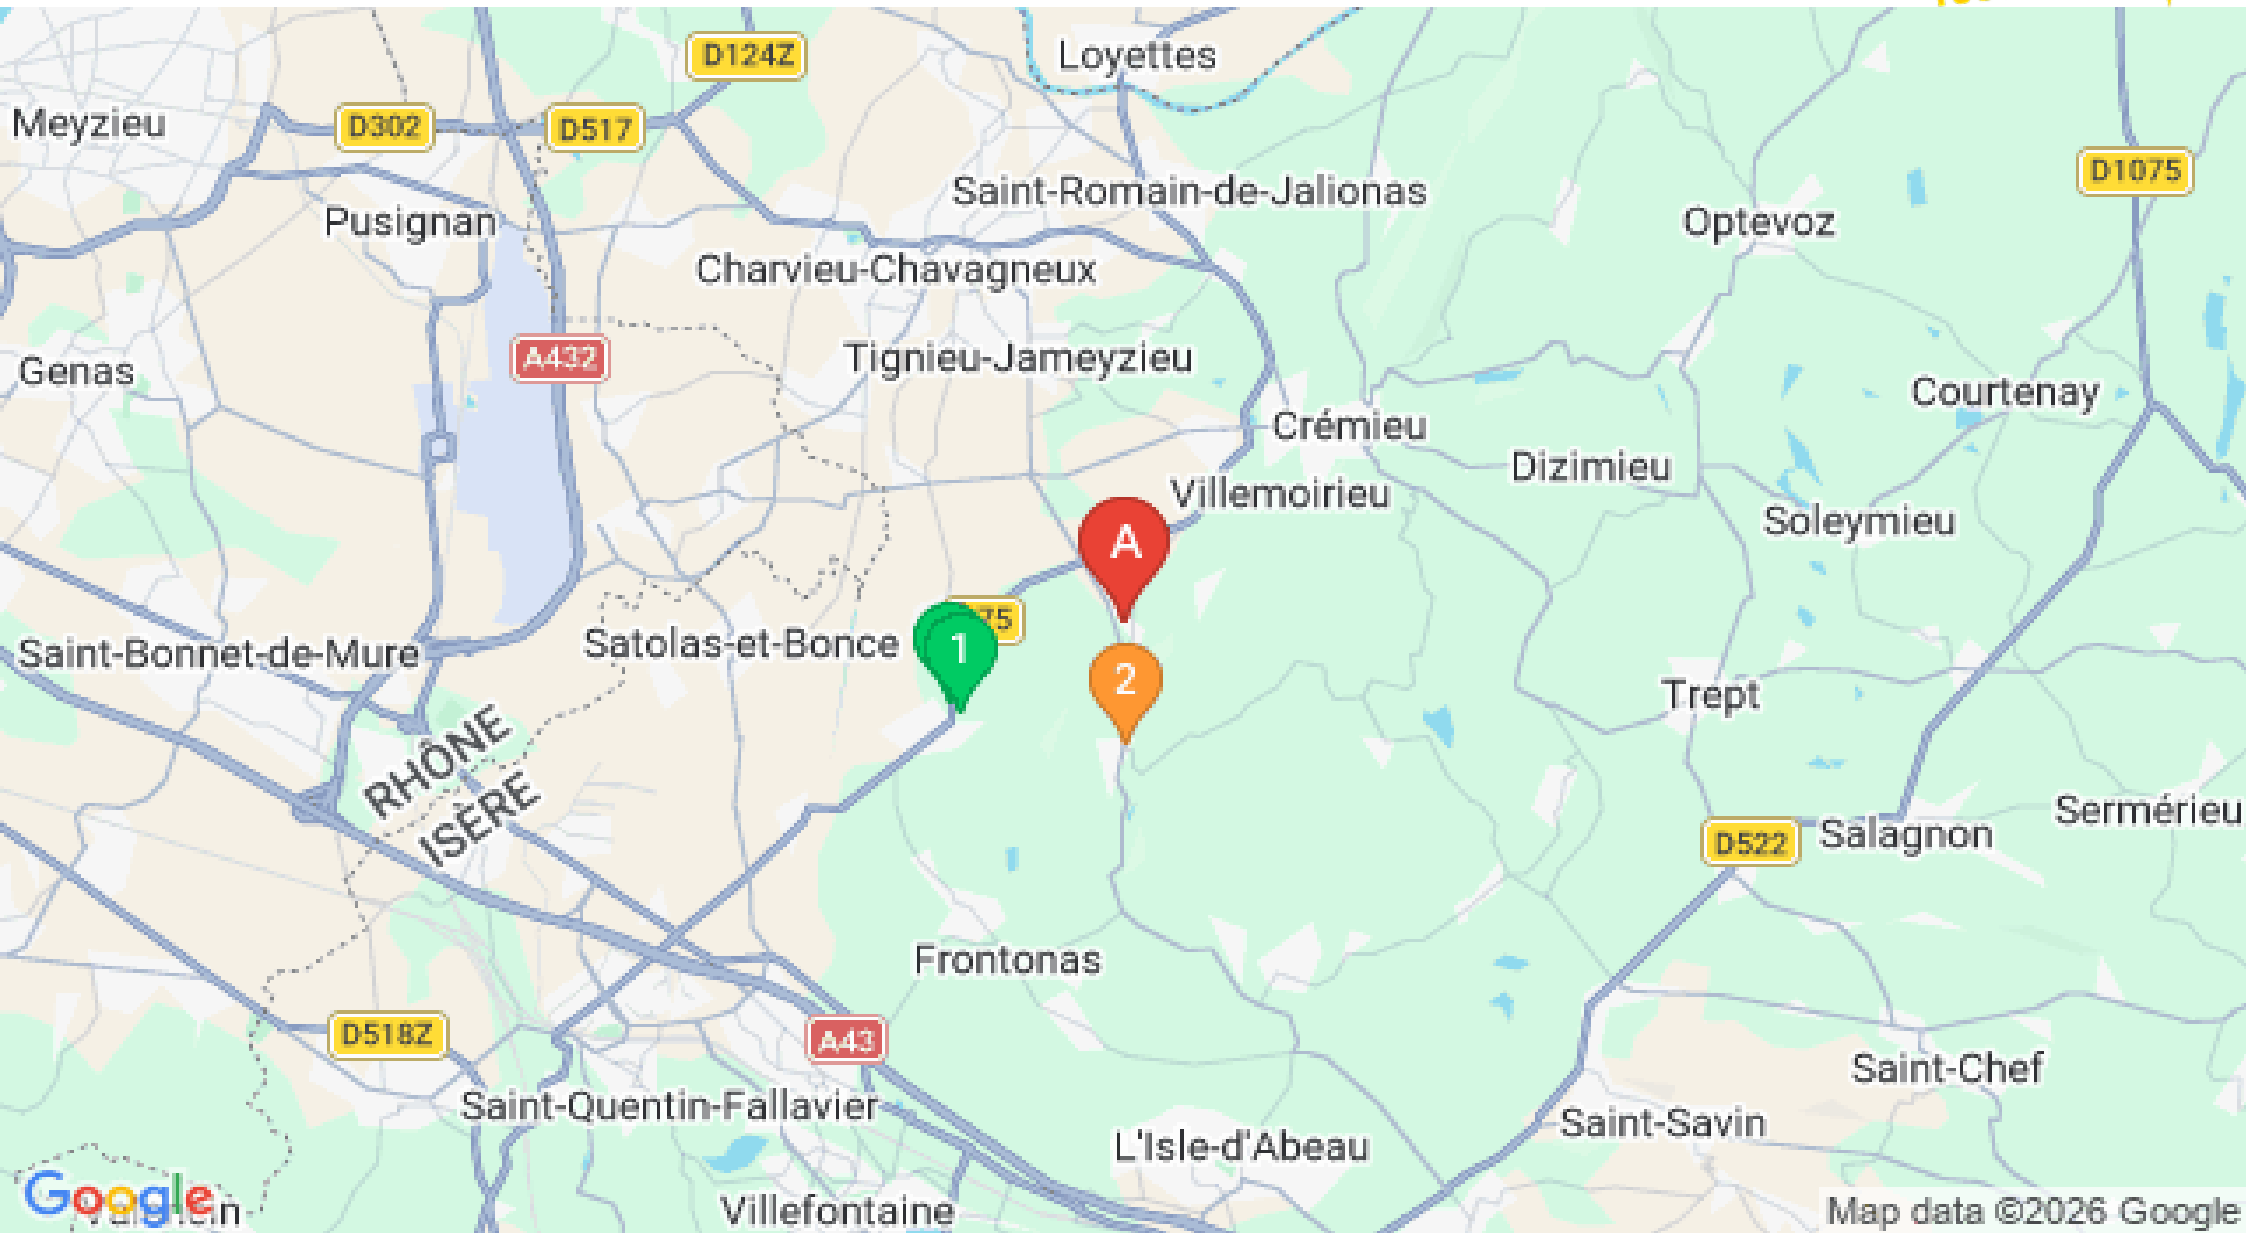 Loyettes
D124Z
Meyzieu
D302
D517
D1075
Saint-Romain-de-Jalionas
Pusignan
Optevoz
Charvieu-Chavagneux
A432
Tignieu-Jameyzieu
Genas
Courtenay
Crémieu
Dizimieu
Villemoirieu
Soleymieu
A
75
1
Satolas-et-Bonce
Saint-Bonnet-de-Mure
2
Trept
RHÔNE
ISÈRE
Sermérieu
D522
Salagnon
Frontonas
D518Z
A43
Saint-Chef
Saint-Quentin-Fallavier
Saint-Savin
L'Isle-d'Abeau
Google
Villefontaine
Map data ©2026 Google